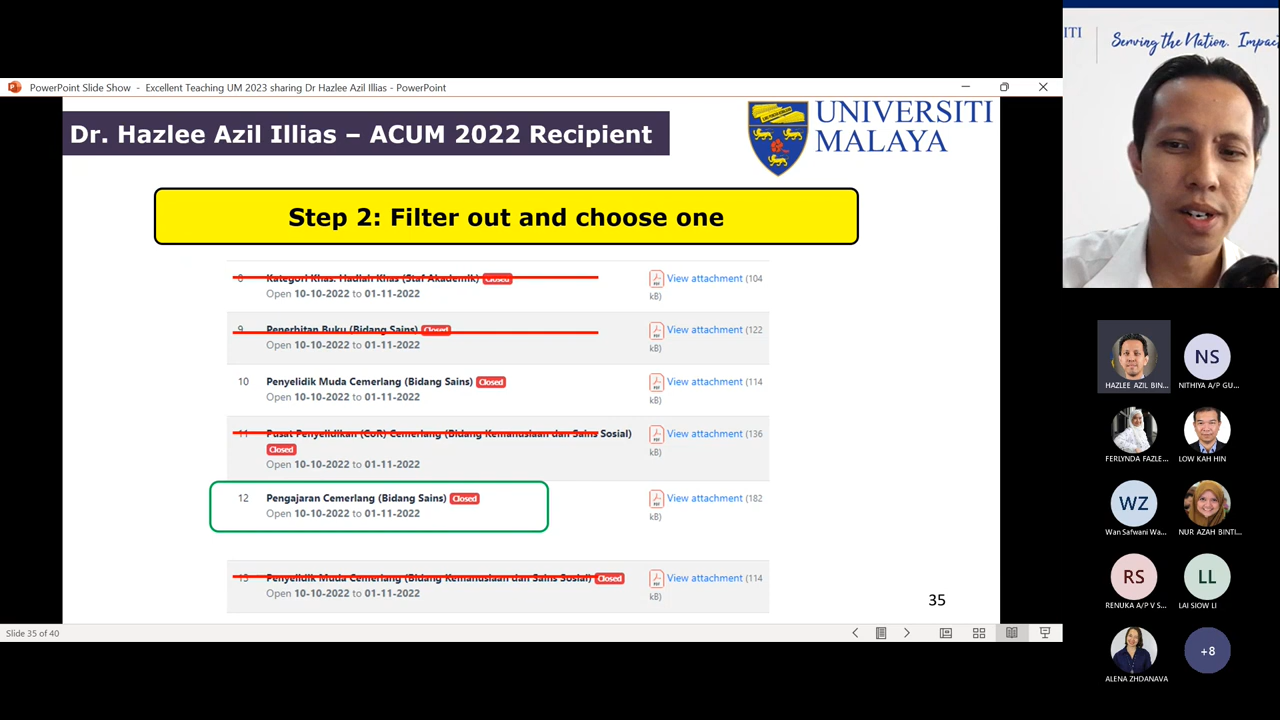 ITI
Serving the Nation. Impac
PowerPoint Slide Show - Excellent Teaching UM 2023 sharing Dr Hazlee Azil Illias - PowerPoint
Dr. Hazlee Azil Illias – ACUM 2022 Recipient
UNIVERSITI
MALAYA
Step 2: Filter out and choose one
8 Kategori Khas: Hadiah Khas (Staf Akademik) Closed View attachment (104
Open 10-10-2022 to 01-11-2022 kB)
9 Penerbitan Buku (Bidang Sains) Closed View attachment (122
Open 10-10-2022 to 01-11-2022 kB)
10 Penyelidik Muda Cemerlang (Bidang Sains) Closed View attachment (114
Open 10-10-2022 to 01-11-2022 kB)
11 Pusat Penyelidikan (CoR) Cemerlang (Bidang Kemanusiaan dan Sains Sosial) View attachment (136
Closed kB)
Open 10-10-2022 to 01-11-2022
12 Pengajaran Cemerlang (Bidang Sains) Closed View attachment (182
Open 10-10-2022 to 01-11-2022 kB)
13 Penyelidik Muda Cemerlang (Bidang Kemanusiaan dan Sains Sosial) Closed View attachment (114
Open 10-10-2022 to 01-11-2022 kB)
35
Slide 35 of 40
HAZLEE AZIL BIN...
NS
NITHIYA A/P GU...
FERLYNDA FAZLE...
LOW KAH HIN
WZ
Wan Safwani Wa...
NUR AZAH BINTI...
RS
RENUKA A/P V S...
LL
LAI SIOW LI
ALENA ZHDANAVA
+8